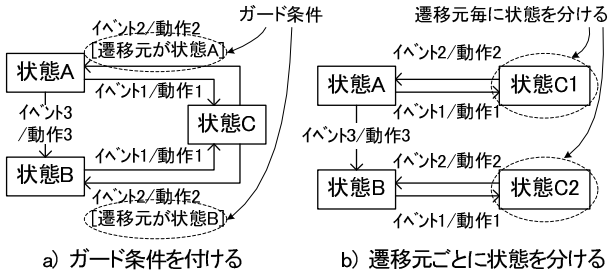 ガード条件
イベント2/動作2
[遷移元が状態A]
状態A
イベント1/動作1
イベント3
/動作3
状態C
状態B
イベント1/動作1
イベント2/動作2
[遷移元が状態B]
a) ガード条件を付ける
遷移元毎に状態を分ける
イベント2/動作2
状態A
状態C1
イベント1/動作1
イベント3/動作3
イベント2/動作2
状態B
状態C2
イベント1/動作1
b) 遷移元ごとに状態を分ける